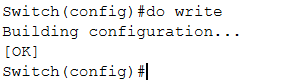 Switch(config)#do write
Building configuration...
[OK]
Switch(config)#